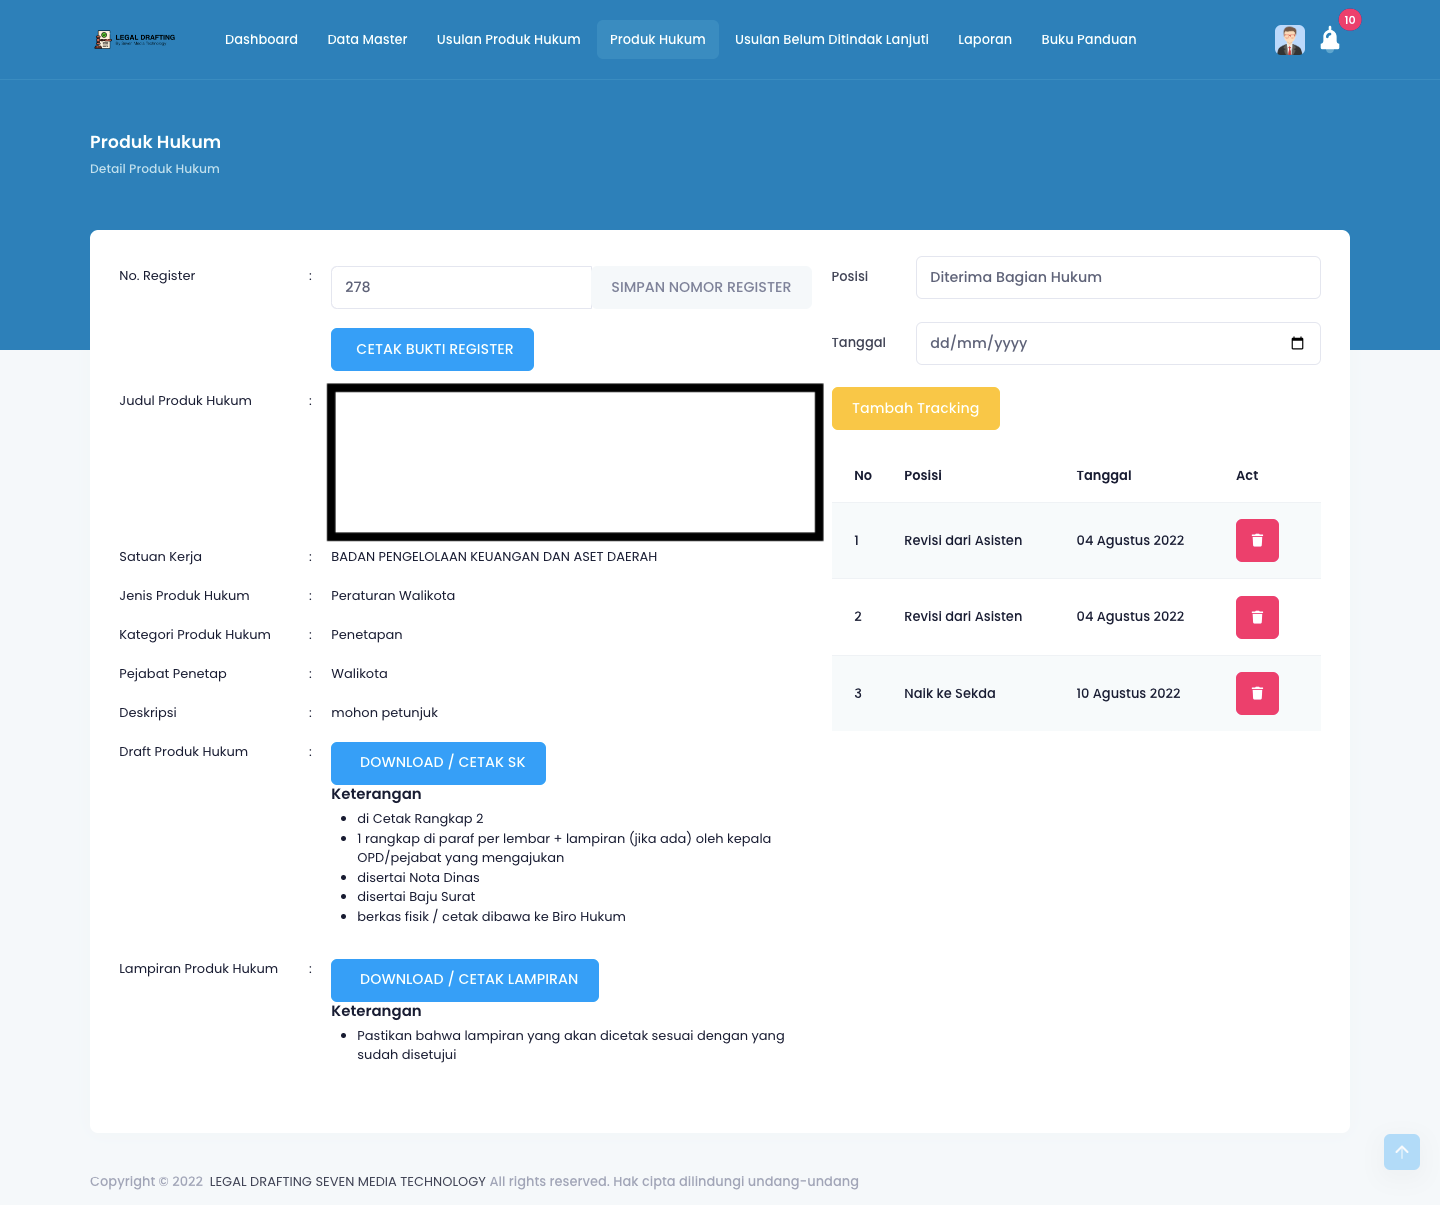 LEGAL DRAFTING
By Seven Media Technology
Dashboard
Data Master
Usulan Produk Hukum
Produk Hukum
Usulan Belum Ditindak Lanjuti
Laporan
Buku Panduan
10
Produk Hukum
Detail Produk Hukum
No. Register : 278 SIMPAN NOMOR REGISTER
CETAK BUKTI REGISTER
Judul Produk Hukum :
Satuan Kerja : BADAN PENGELOLAAN KEUANGAN DAN ASET DAERAH
Jenis Produk Hukum : Peraturan Walikota
Kategori Produk Hukum : Penetapan
Pejabat Penetap : Walikota
Deskripsi : mohon petunjuk
Draft Produk Hukum : DOWNLOAD / CETAK SK
Keterangan
di Cetak Rangkap 2
1 rangkap di paraf per lembar + lampiran (jika ada) oleh kepala
OPD/pejabat yang mengajukan
disertai Nota Dinas
disertai Baju Surat
berkas fisik / cetak dibawa ke Biro Hukum
Lampiran Produk Hukum : DOWNLOAD / CETAK LAMPIRAN
Keterangan
Pastikan bahwa lampiran yang akan dicetak sesuai dengan yang
sudah disetujui
Posisi Diterima Bagian Hukum
Tanggal dd/mm/yyyy
Tambah Tracking
No Posisi Tanggal Act
1 Revisi dari Asisten 04 Agustus 2022
2 Revisi dari Asisten 04 Agustus 2022
3 Naik ke Sekda 10 Agustus 2022
Copyright © 2022 LEGAL DRAFTING SEVEN MEDIA TECHNOLOGY All rights reserved. Hak cipta dilindungi undang-undang